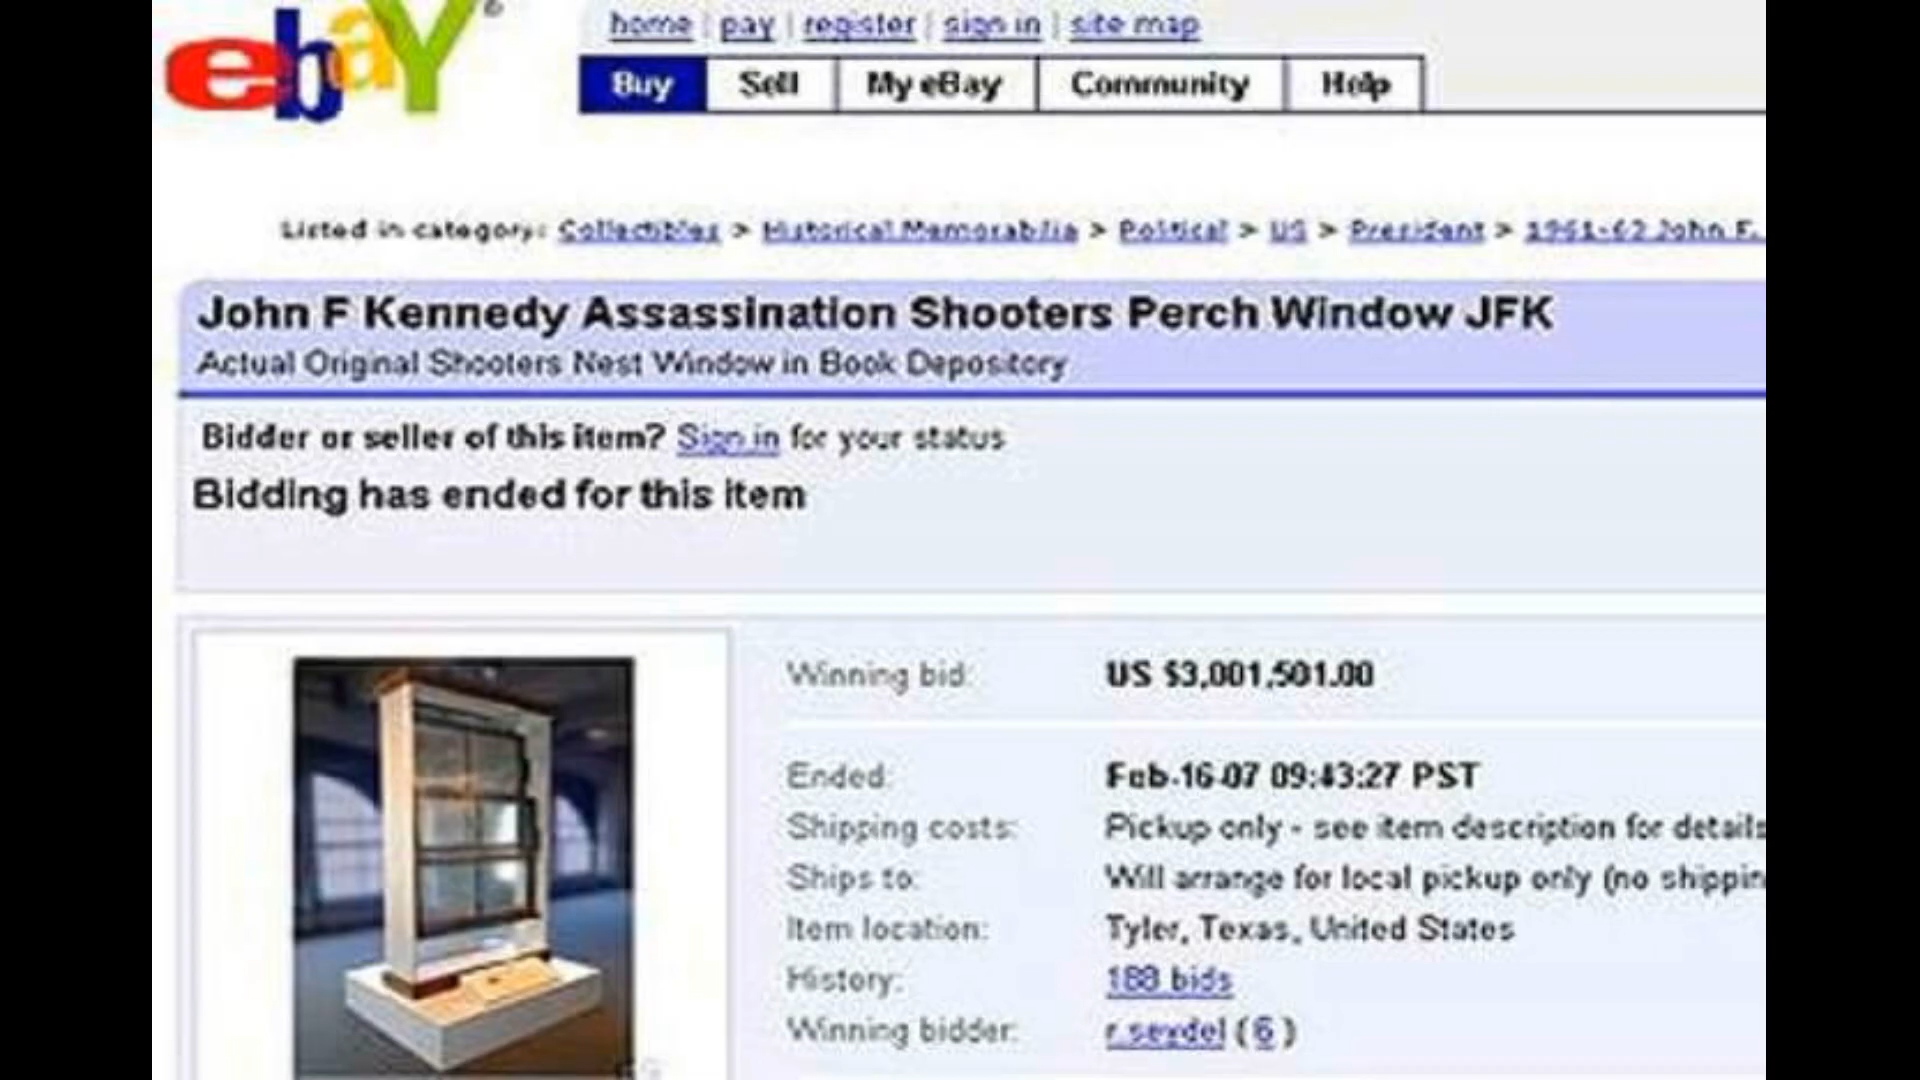 ebaY®
home | pay | register | sign in | site map
Buy Sell My eBay Community Help
Listed in category: Collectibles > Historical Memorabilia > Political > US > President > 1961-63 John F.
John F Kennedy Assassination Shooters Perch Window JFK
Actual Original Shooters Nest Window in Book Depository
Bidder or seller of this item? Sign in for your status
Bidding has ended for this item
Winning bid: US $3,001,501.00
Ended: Feb-16-07 09:43:27 PST
Shipping costs: Pickup only - see item description for details
Ships to: Will arrange for local pickup only (no shippin
Item location: Tyler, Texas, United States
History: 188 bids
Winning bidder: r.seydel ( 6 )